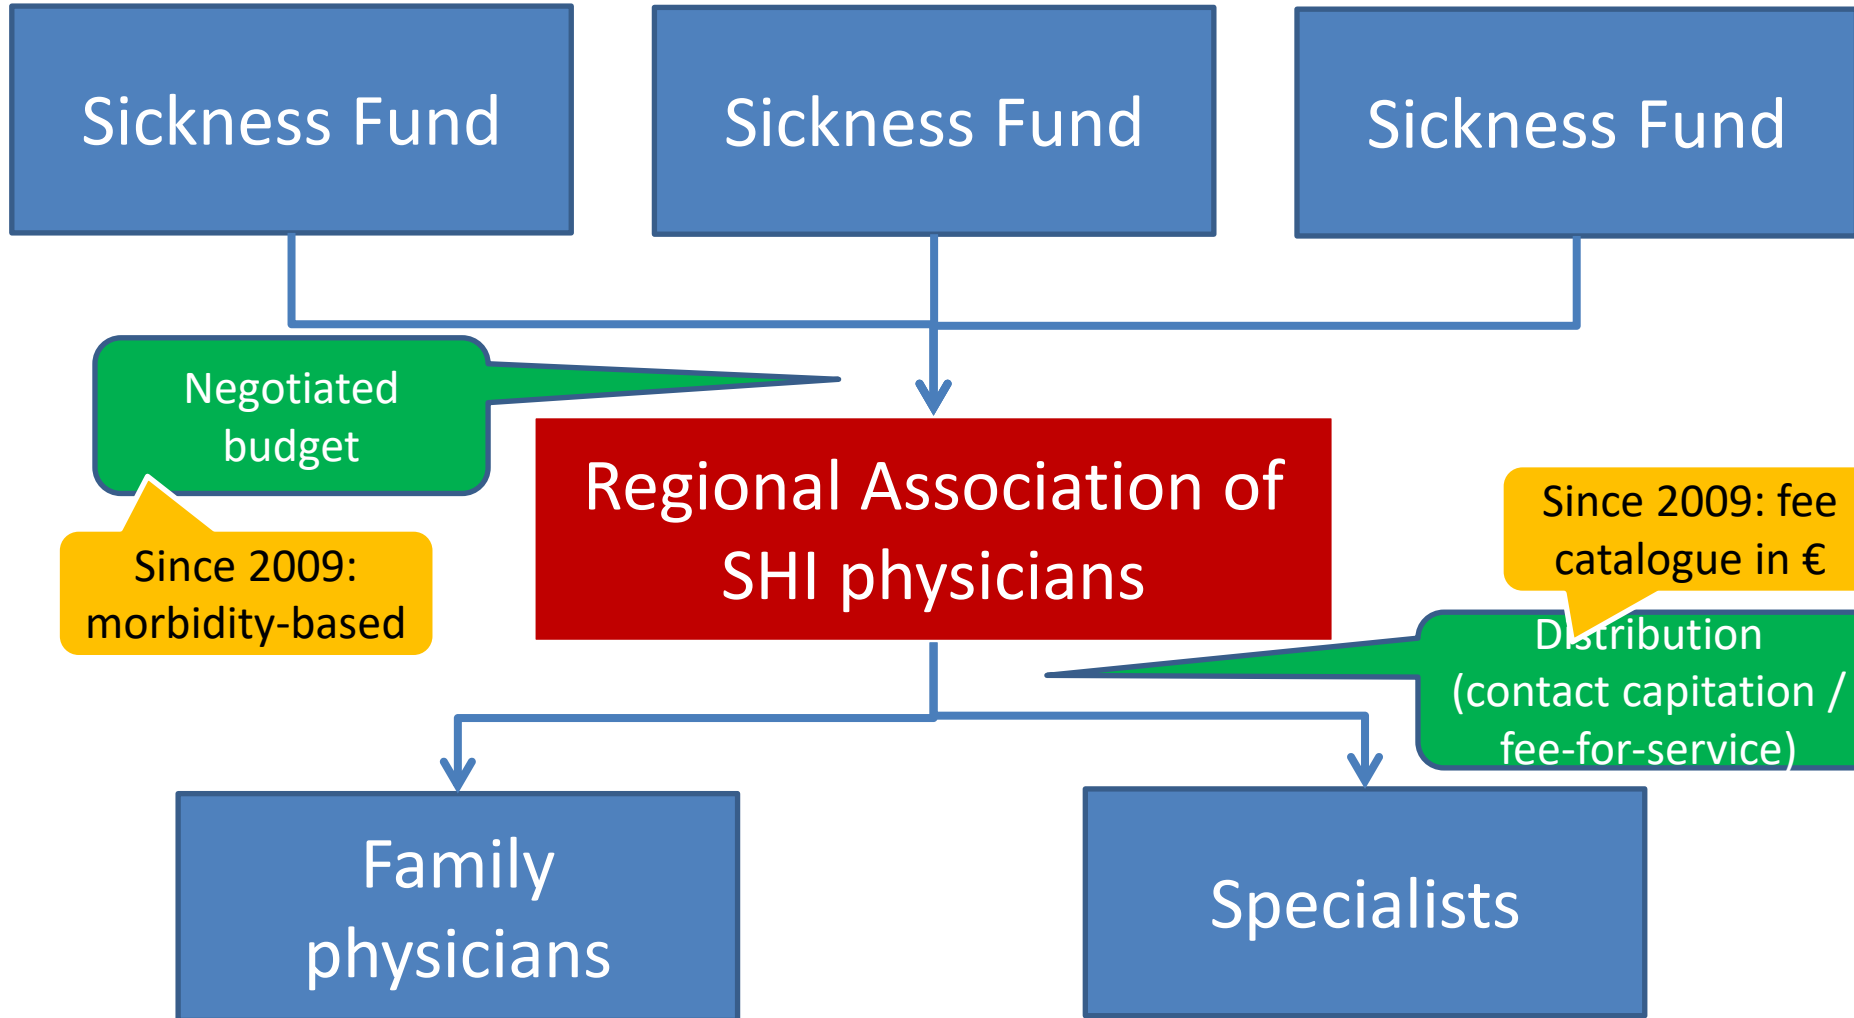 Sickness Fund
Sickness Fund
Sickness Fund
Negotiated
budget
Since 2009:
morbidity-based
Regional Association of
SHI physicians
Since 2009: fee
catalogue in €
Distribution
(contact capitation /
fee-for-service)
Family
physicians
Specialists